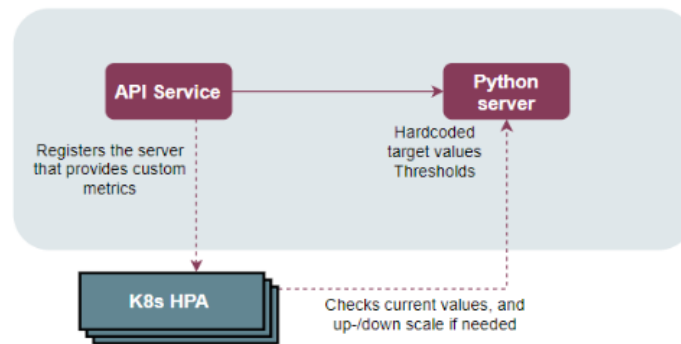 API Service
Python
server
Registers the server
that provides custom
metrics
Hardcoded
target values
Thresholds
K8s HPA
Checks current values, and
up-/down scale if needed